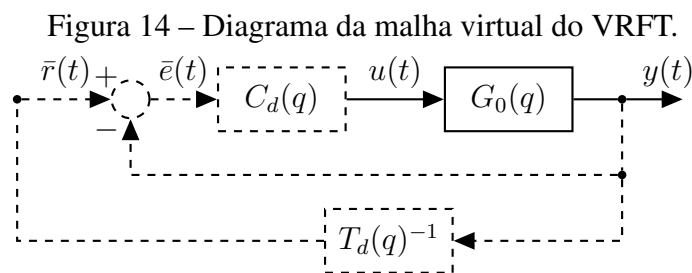 Figura 14 – Diagrama da malha virtual do VRFT.
r̄(t) + ē(t) C_d(q) u(t) G_0(q) y(t)
−
T_d(q)^{-1}